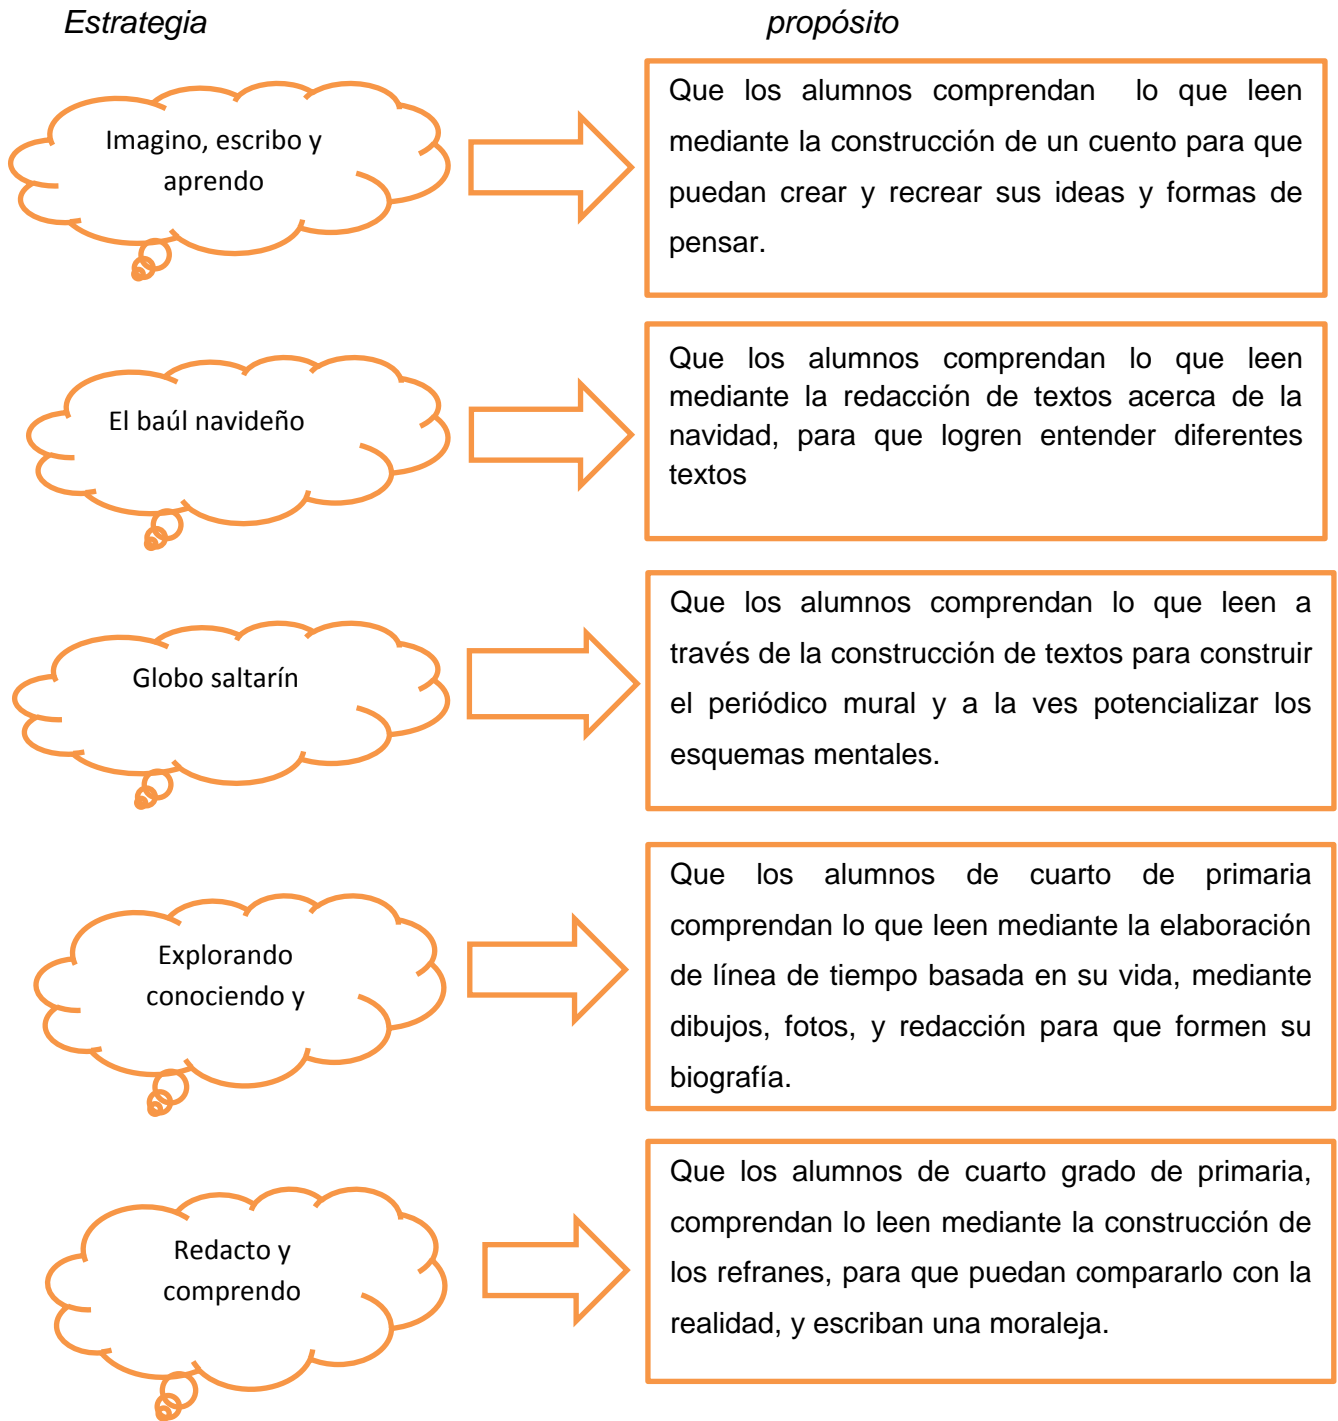 Estrategia propósito
Imagino, escribo y
aprendo
Que los alumnos comprendan lo que leen
mediante la construcción de un cuento para que
puedan crear y recrear sus ideas y formas de
pensar.
El baúl navideño
Que los alumnos comprendan lo que leen
mediante la redacción de textos acerca de la
navidad, para que logren entender diferentes
textos
Globo saltarín
Que los alumnos comprendan lo que leen a
través de la construcción de textos para construir
el periódico mural y a la ves potencializar los
esquemas mentales.
Explorando
conociendo y
Que los alumnos de cuarto de primaria
comprendan lo que leen mediante la elaboración
de línea de tiempo basada en su vida, mediante
dibujos, fotos, y redacción para que formen su
biografía.
Redacto y
comprendo
Que los alumnos de cuarto grado de primaria,
comprendan lo leen mediante la construcción de
los refranes, para que puedan compararlo con la
realidad, y escriban una moraleja.